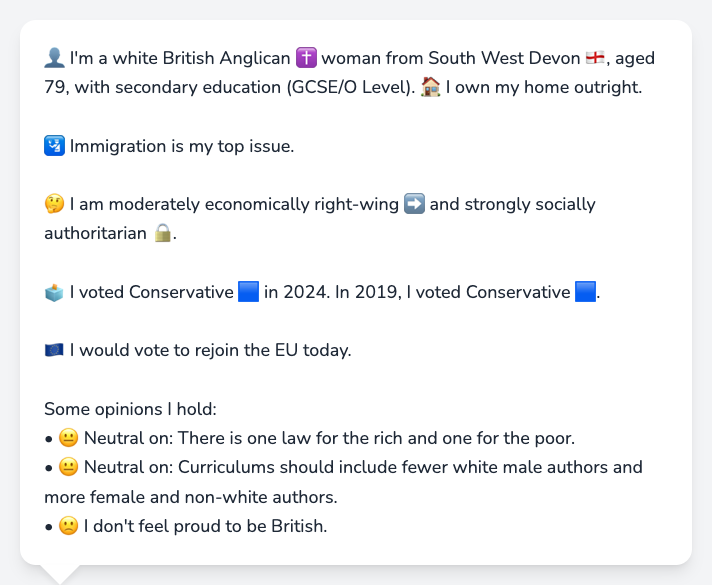 👤 I'm a white British Anglican ✝️ woman from South West Devon 🏴󠁧󠁢󠁥󠁮󠁧󠁿, aged
79, with secondary education (GCSE/O Level). 🏠 I own my home outright.
🛂 Immigration is my top issue.
🤔 I am moderately economically right-wing ➡️ and strongly socially
authoritarian 🔒.
🗳️ I voted Conservative 🟦 in 2024. In 2019, I voted Conservative 🟦.
🇪🇺 I would vote to rejoin the EU today.
Some opinions I hold:
• 😐 Neutral on: There is one law for the rich and one for the poor.
• 😐 Neutral on: Curriculums should include fewer white male authors and
more female and non-white authors.
• 🙁 I don't feel proud to be British.